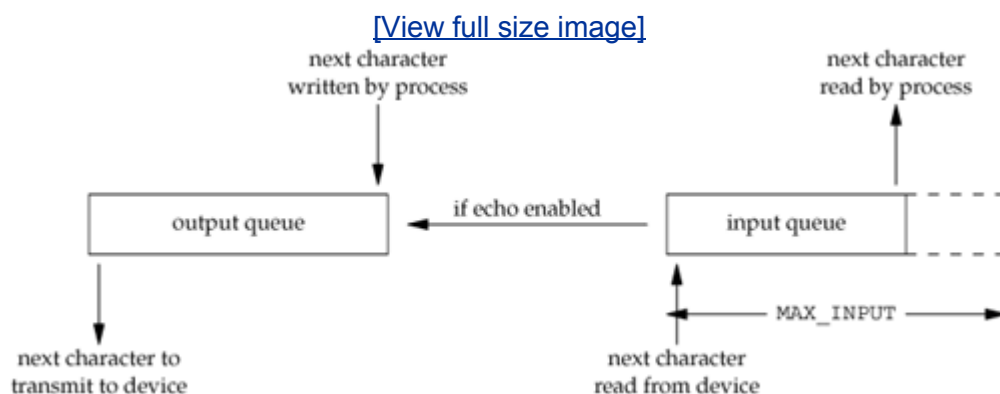 [View full size image]
next character
written by process
next character
read by process
output queue
if echo enabled
input queue
MAX_INPUT
next character to
transmit to device
next character
read from device